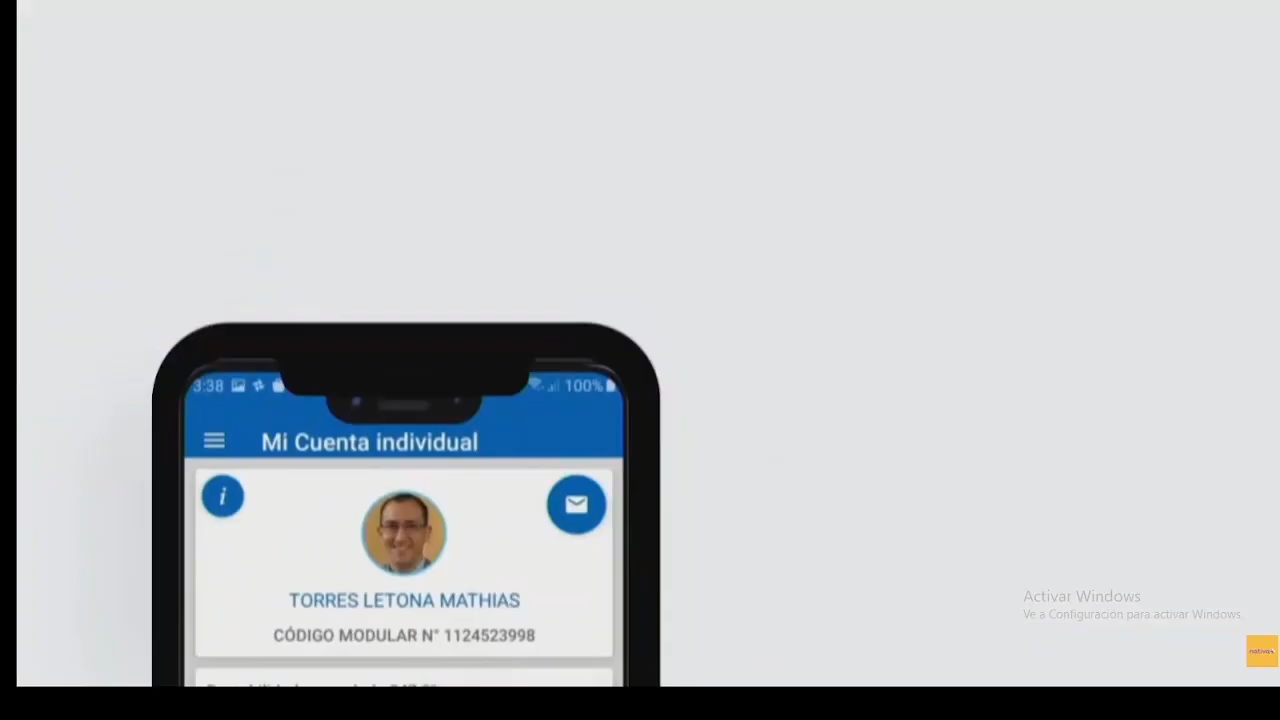 3:38
100%
Mi Cuenta individual
i
TORRES LETONA MATHIAS
CÓDIGO MODULAR N° 1124523998
Activar Windows
Ve a Configuración para activar Windows.
nativa